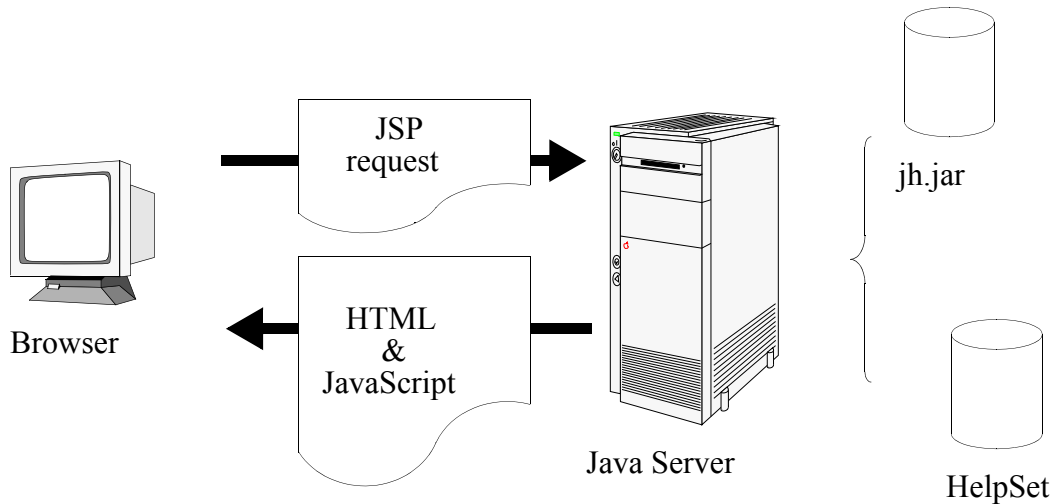 JSP
request
jh.jar
Browser
HTML
&
JavaScript
Java Server
HelpSet